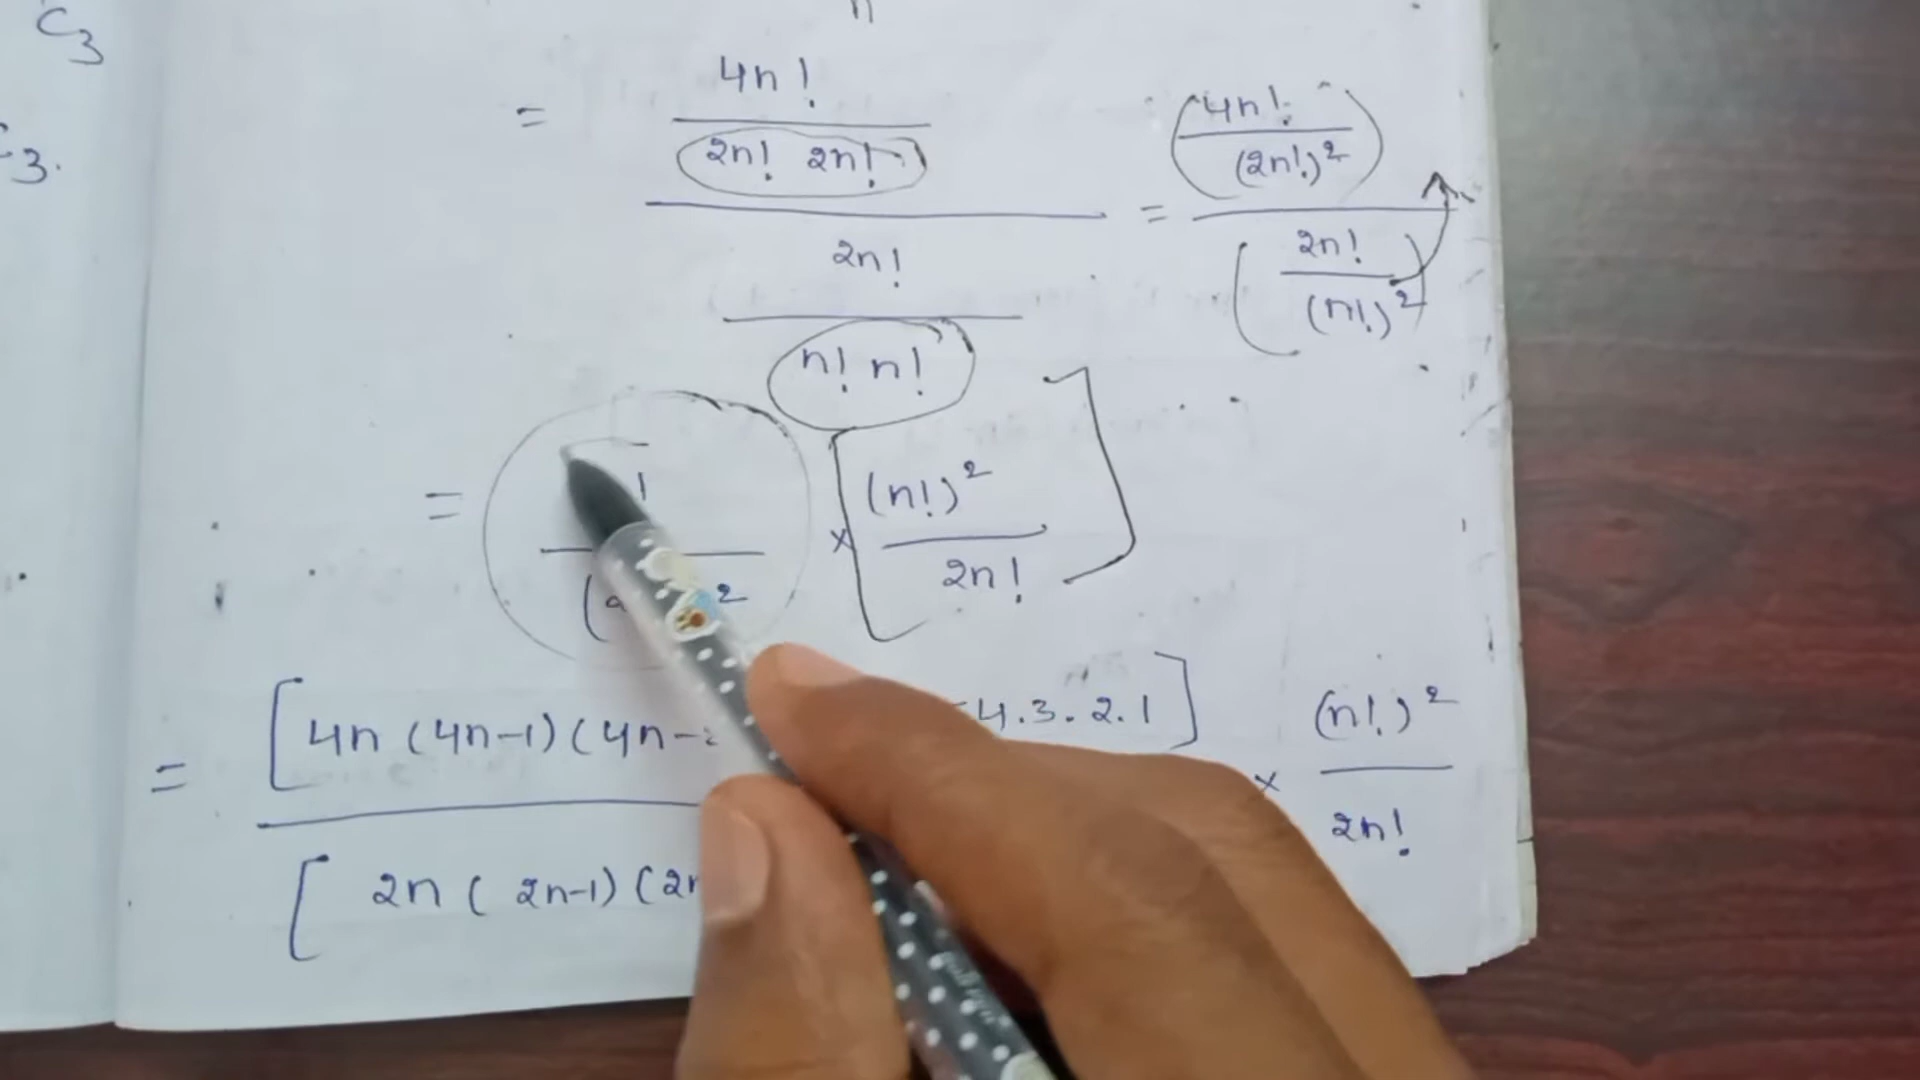 C3
n
= 4n! / 2n! 2n! / 2n! / n! n! = (4n! / (2n!)²) / (2n! / (n!)²)
3.
= ! / ( ² × [(n!)² / 2n!]
= [4n (4n-1) (4n- 4.3.2.1] / [2n (2n-1) (2n × (n!)² / 2n!